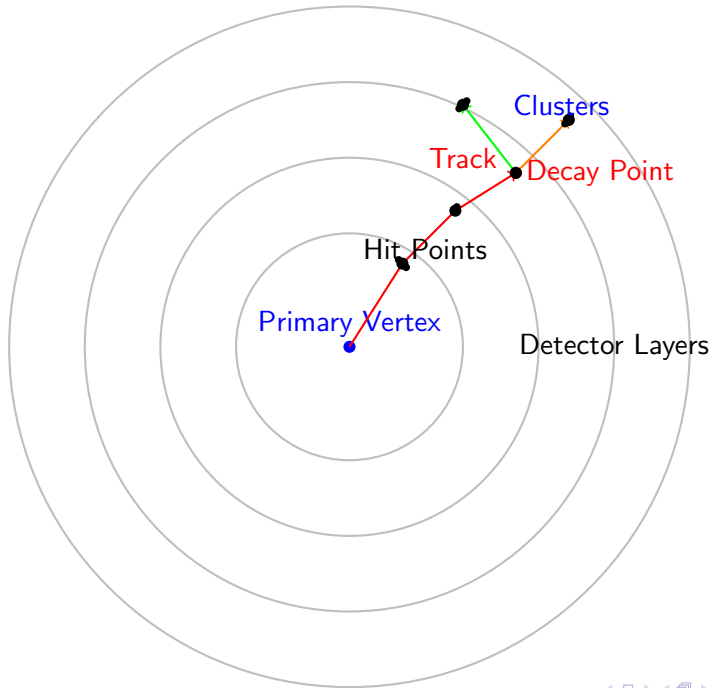 Clusters
Track
Decay Point
Hit Points
Primary Vertex
Detector Layers